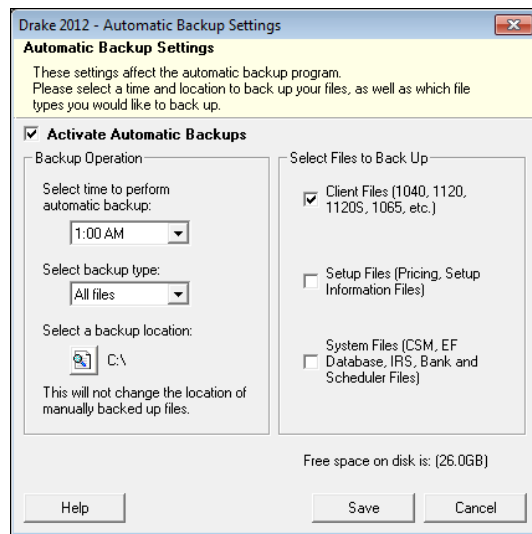 Drake 2012 - Automatic Backup Settings
Automatic Backup Settings
These settings affect the automatic backup program.
Please select a time and location to back up your files, as well as which file
types you would like to back up.
Activate Automatic Backups
Backup Operation
Select time to perform
automatic backup:
1:00 AM
Select backup type:
All files
Select a backup location:
C:\
This will not change the location of
manually backed up files.
Select Files to Back Up
Client Files (1040, 1120,
1120S, 1065, etc.)
Setup Files (Pricing, Setup
Information Files)
System Files (CSM, EF
Database, IRS, Bank and
Scheduler Files)
Free space on disk is: (26.0GB)
Help
Save
Cancel